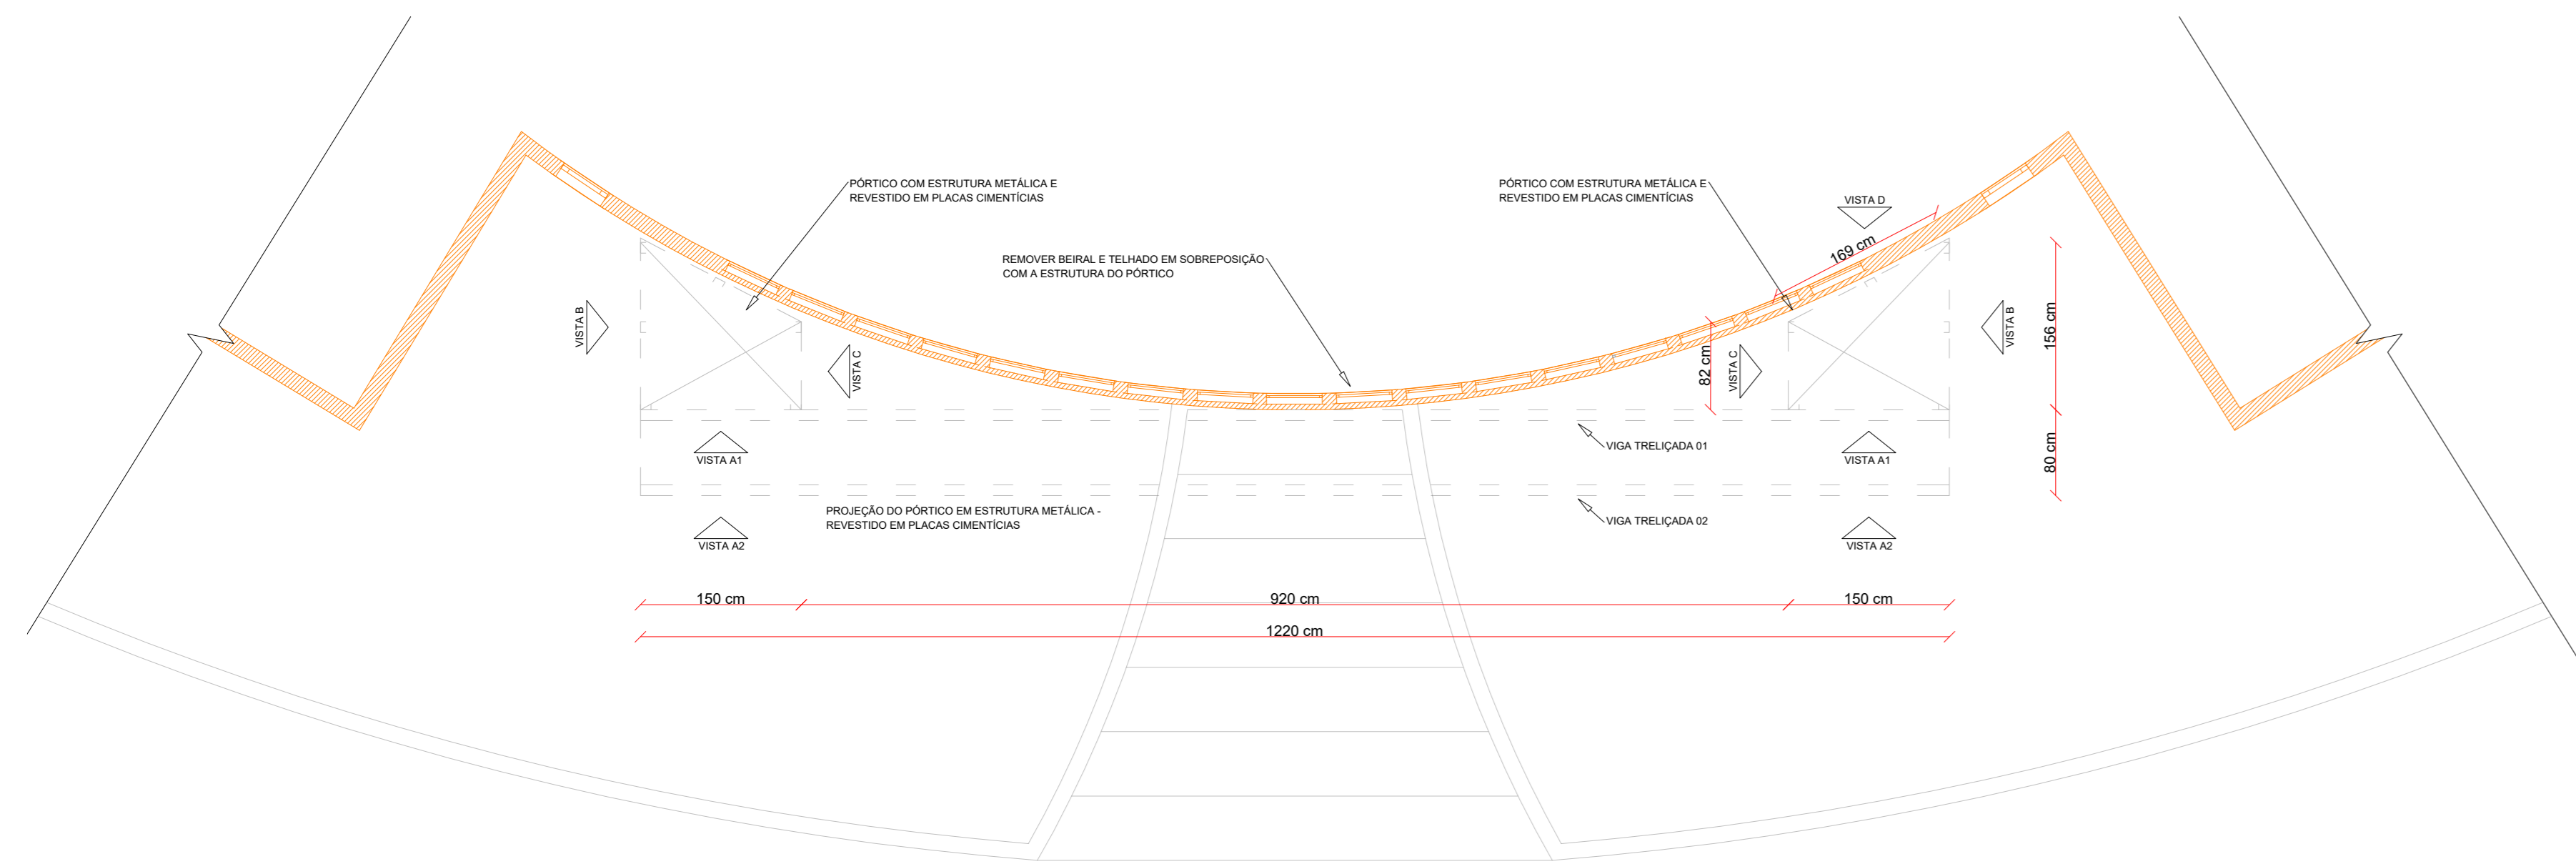 PÓRTICO COM ESTRUTURA METÁLICA E
REVESTIDO EM PLACAS CIMENTÍCIAS
PÓRTICO COM ESTRUTURA METÁLICA E
REVESTIDO EM PLACAS CIMENTÍCIAS
VISTA D
169 cm
REMOVER BEIRAL E TELHADO EM SOBREPOSIÇÃO
COM A ESTRUTURA DO PÓRTICO
VISTA B
VISTA C
82 cm
VISTA C
VISTA B
156 cm
VISTA A1
VIGA TRELIÇADA 01
VISTA A1
80 cm
PROJEÇÃO DO PÓRTICO EM ESTRUTURA METÁLICA -
REVESTIDO EM PLACAS CIMENTÍCIAS
VIGA TRELIÇADA 02
VISTA A2
VISTA A2
150 cm
920 cm
150 cm
1220 cm